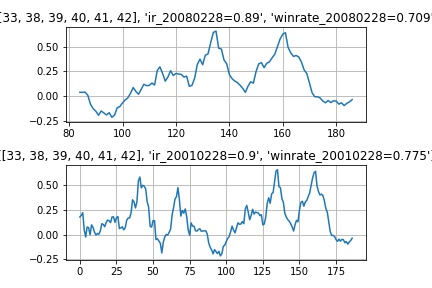 [33, 38, 39, 40, 41, 42], 'ir_20080228=0.89', 'winrate_20080228=0.709'
0.50
0.25
0.00
−0.25
80 100 120 140 160 180
[[33, 38, 39, 40, 41, 42], 'ir_20010228=0.9', 'winrate_20010228=0.775']
0.50
0.25
0.00
−0.25
0 25 50 75 100 125 150 175